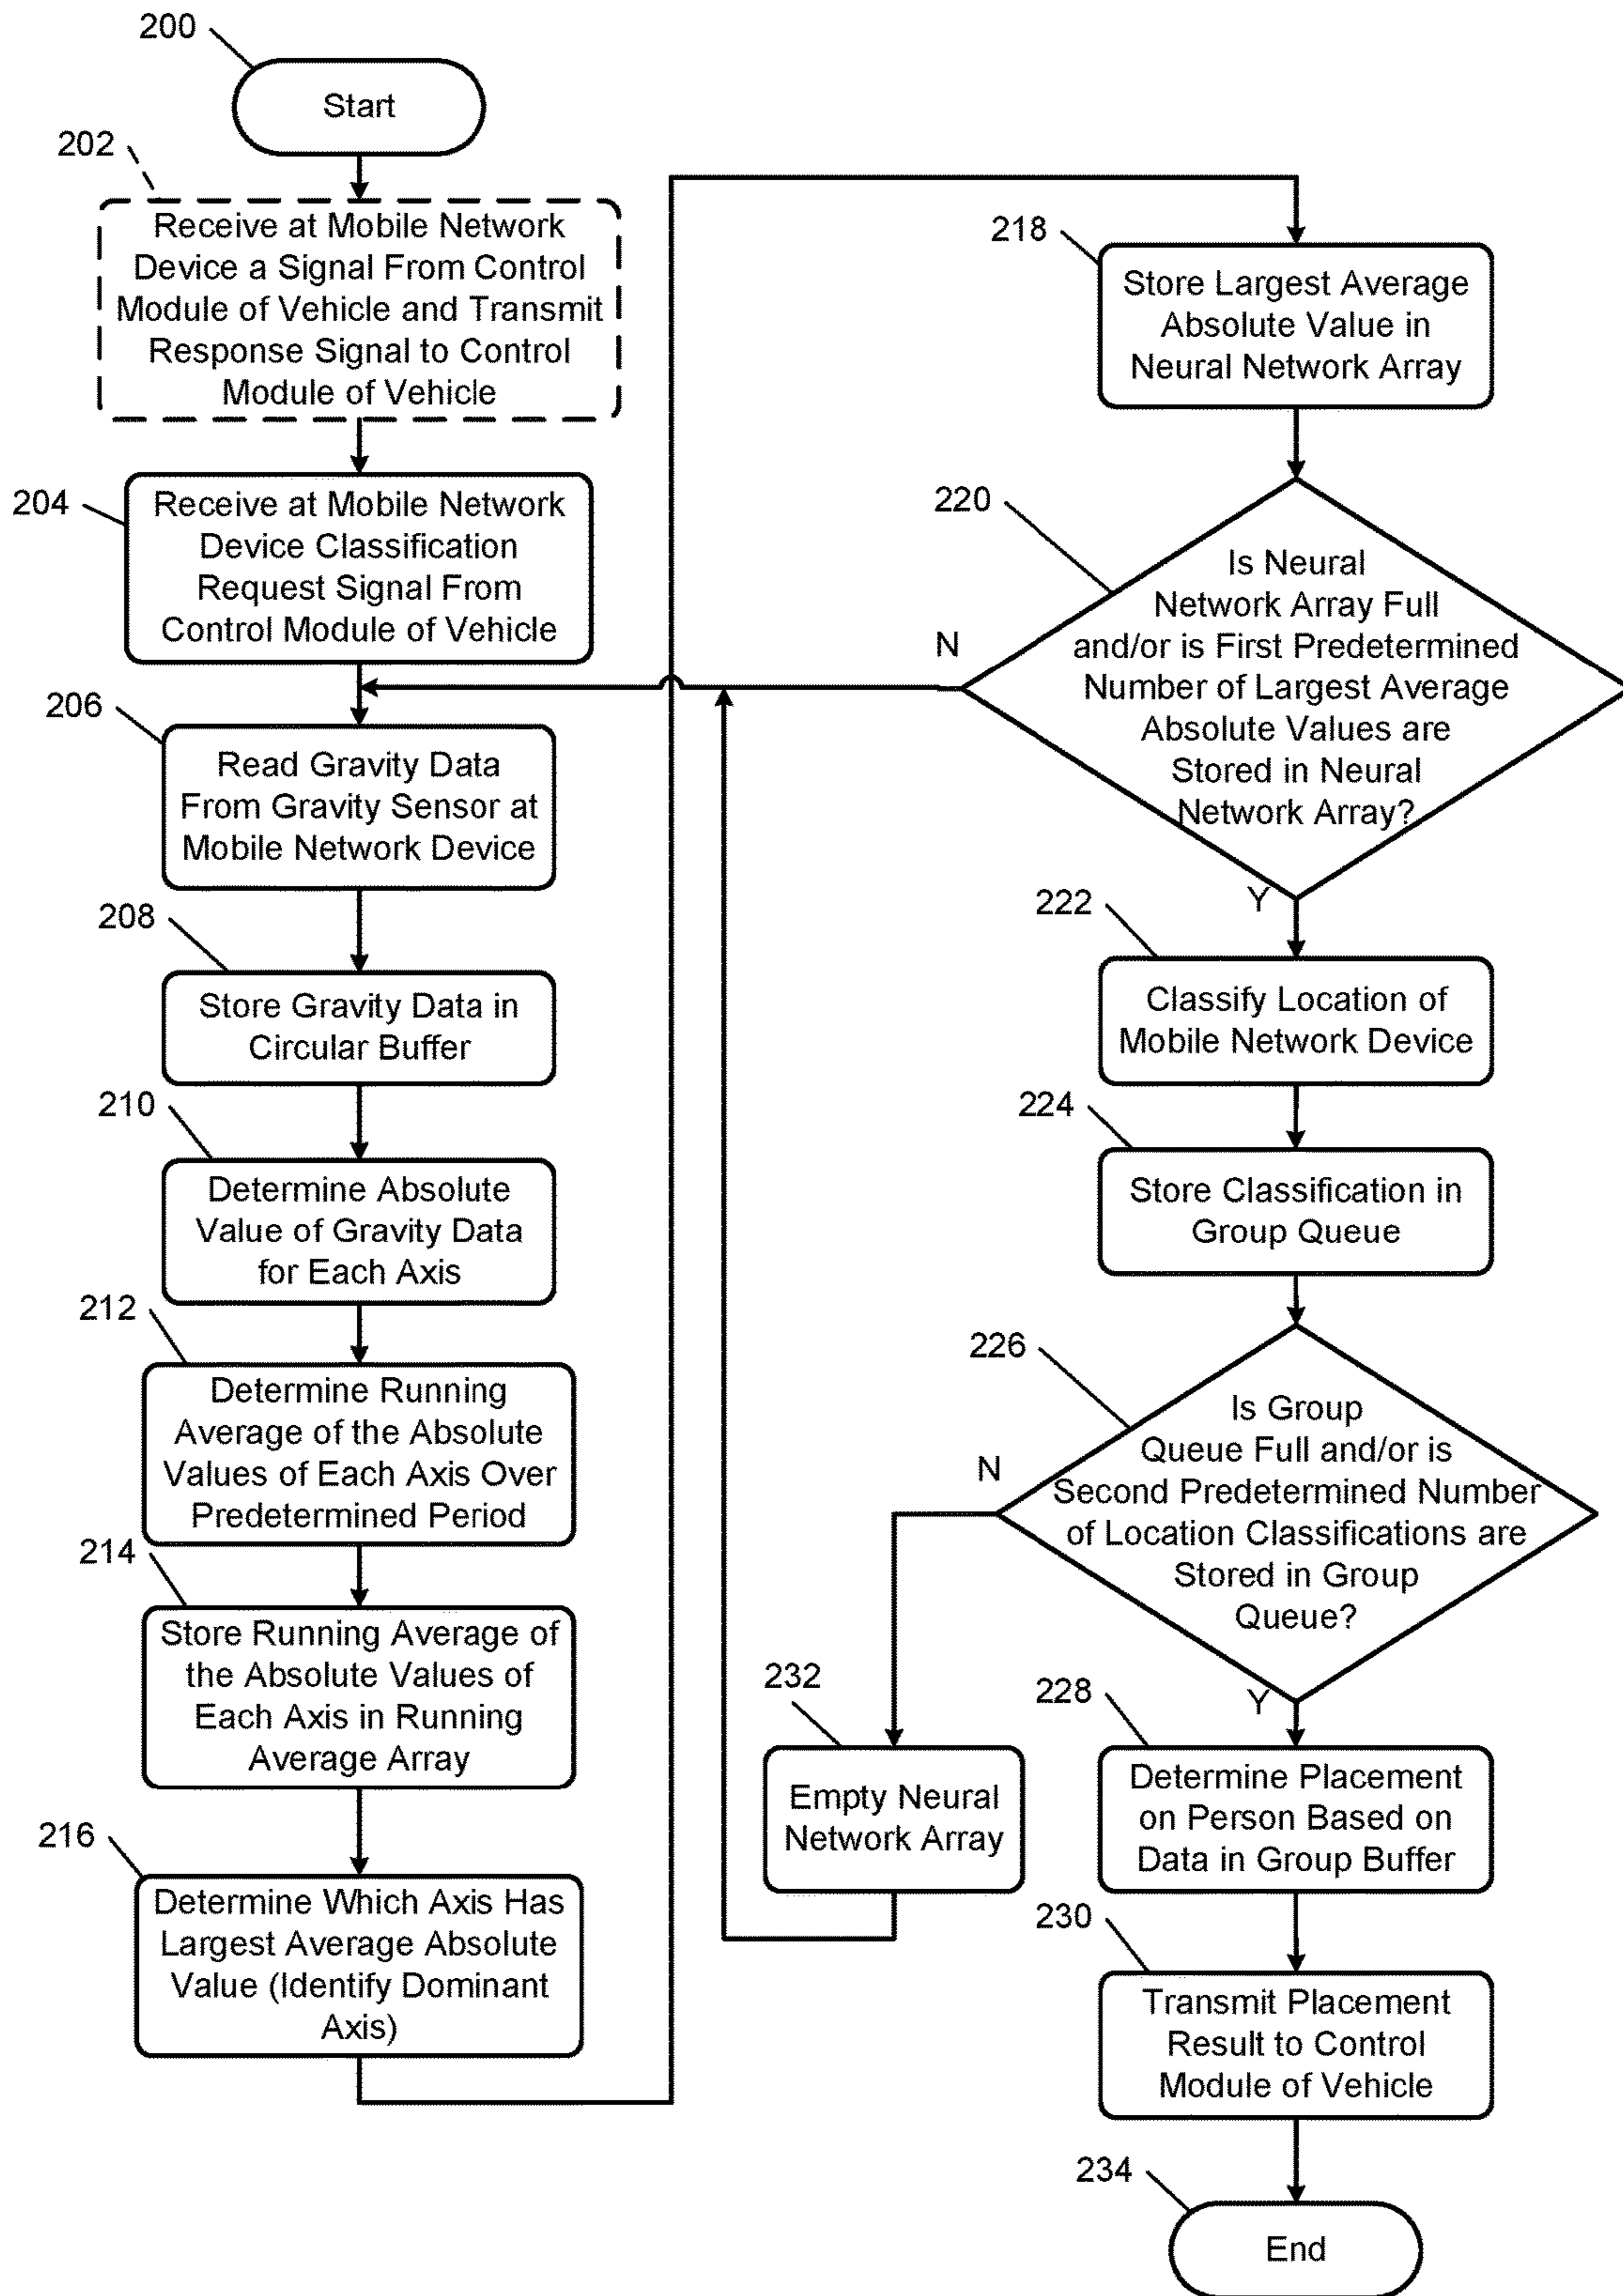 200
Start
202
Receive at Mobile Network
Device a Signal From Control
Module of Vehicle and Transmit
Response Signal to Control
Module of Vehicle
204
Receive at Mobile Network
Device Classification
Request Signal From
Control Module of Vehicle
206
Read Gravity Data
From Gravity Sensor at
Mobile Network Device
208
Store Gravity Data in
Circular Buffer
210
Determine Absolute
Value of Gravity Data
for Each Axis
212
Determine Running
Average of the Absolute
Values of Each Axis Over
Predetermined Period
214
Store Running Average of
the Absolute Values of
Each Axis in Running
Average Array
216
Determine Which Axis Has
Largest Average Absolute
Value (Identify Dominant
Axis)
218
Store Largest Average
Absolute Value in
Neural Network Array
220
Is Neural
Network Array Full
and/or is First Predetermined
Number of Largest Average
Absolute Values are
Stored in Neural
Network Array?
N
Y
222
Classify Location of
Mobile Network Device
224
Store Classification in
Group Queue
226
Is Group
Queue Full and/or is
Second Predetermined Number
of Location Classifications are
Stored in Group
Queue?
N
Y
232
Empty Neural
Network Array
228
Determine Placement
on Person Based on
Data in Group Buffer
230
Transmit Placement
Result to Control
Module of Vehicle
234
End